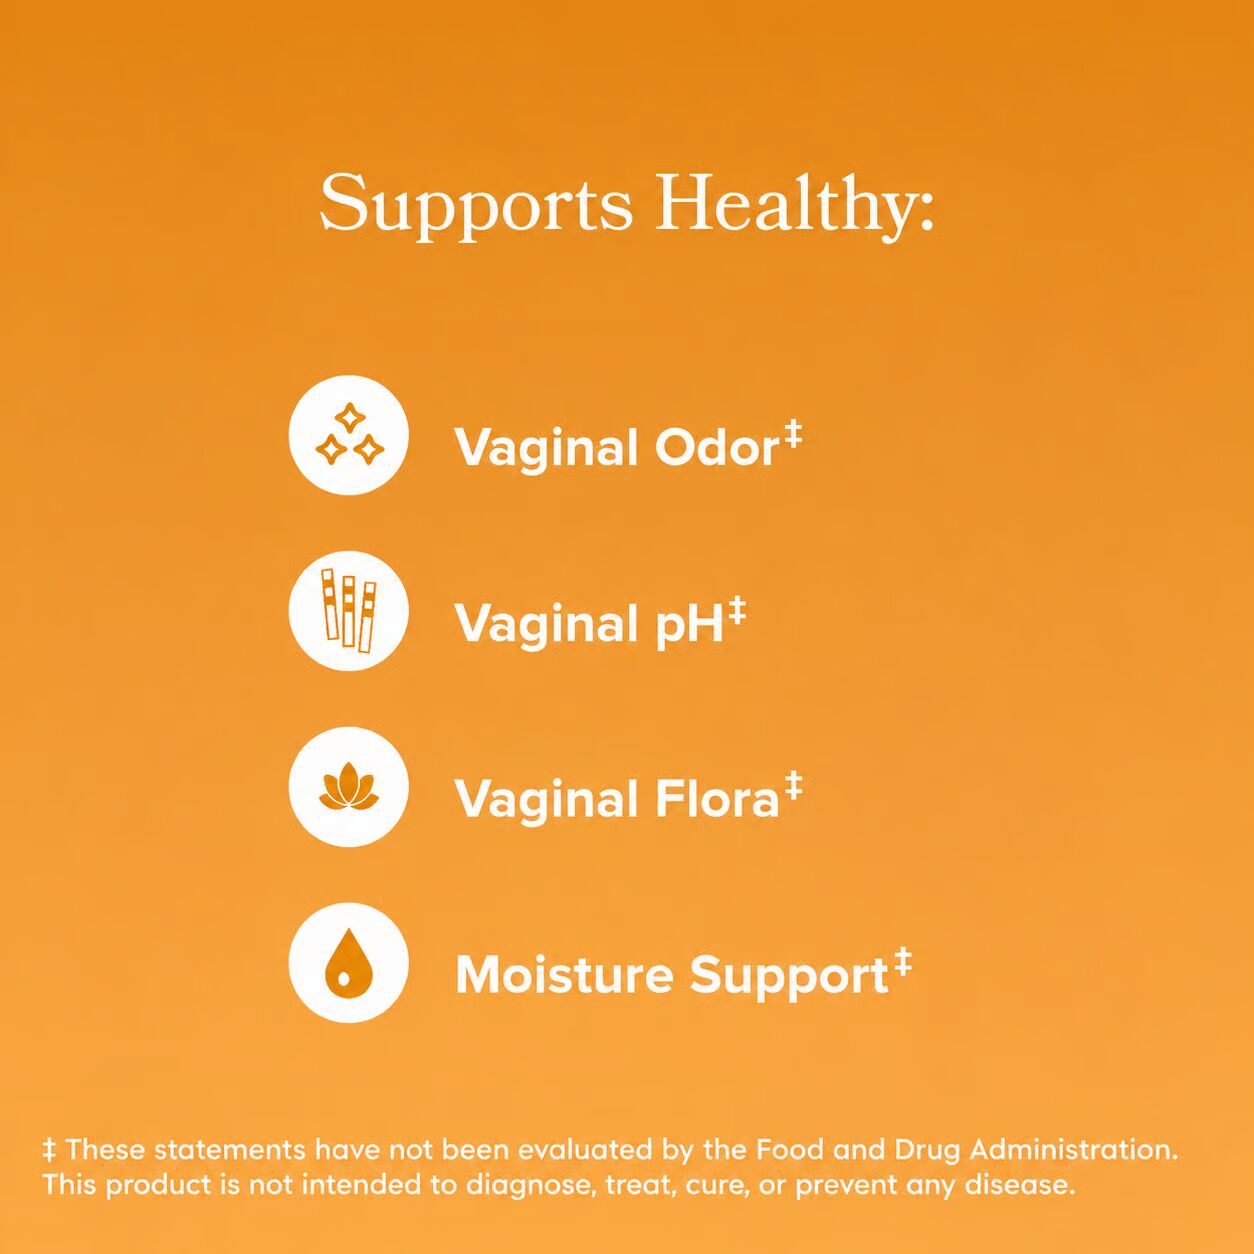 Supports Healthy:
Vaginal Odor‡
Vaginal pH‡
Vaginal Flora‡
Moisture Support‡
‡ These statements have not been evaluated by the Food and Drug Administration.
This product is not intended to diagnose, treat, cure, or prevent any disease.